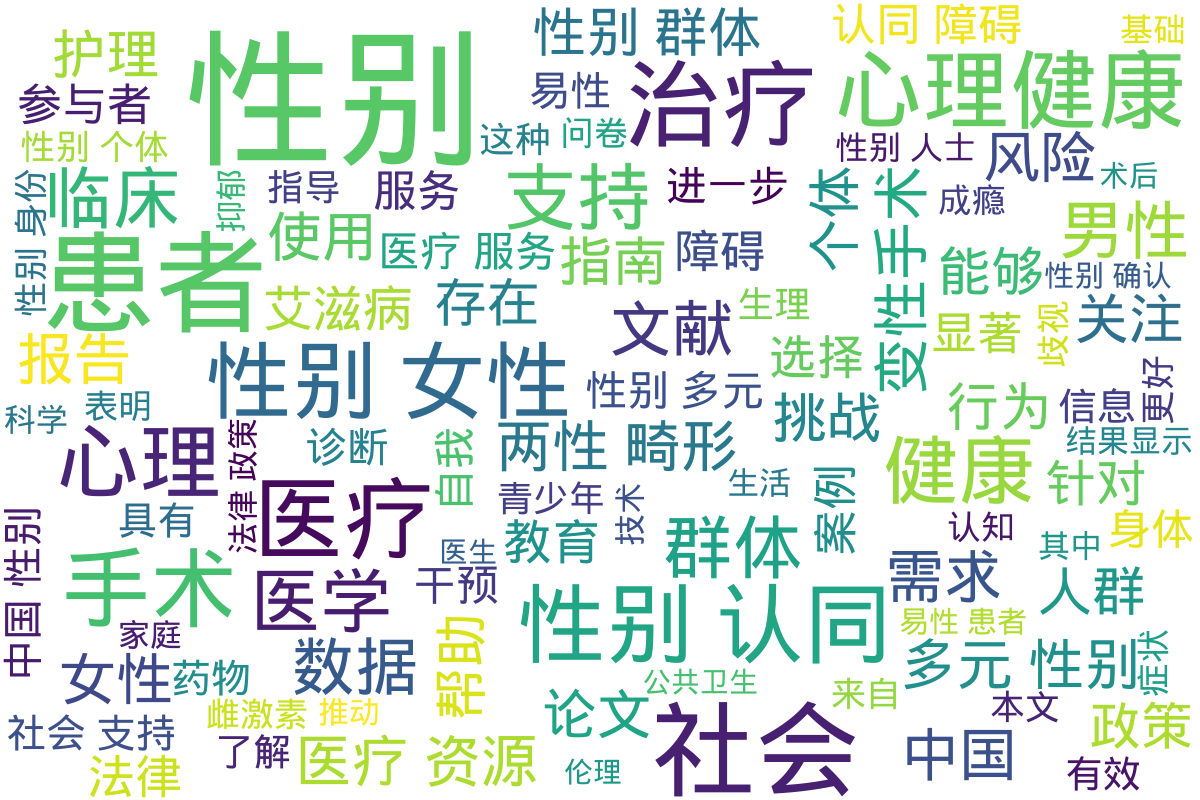 性别 群体
认同 障碍
基础
护理
性别
治疗
心理健康
易性
参与者
这种
问卷
性别 个体
性别 人士
风险
临床
抑郁
指导
服务
支持
进一步
个体
变性手术
成瘾
术后
性别 身份
患者
使用
医疗 服务
指南
障碍
男性
能够
性别 确认
艾滋病
存在
文献
生理
显著
歧视
关注
报告
性别 女性
选择
性别 多元
更好
科学
表明
挑战
行为
信息
心理
法律 政策
诊断
自我
两性 畸形
结果显示
健康
针对
医疗
青少年
技术
生活
案例
具有
中国 性别
医生
教育
群体
认知
身体
其中
手术
医学
干预
需求
人群
性别 认同
家庭
易性 患者
女性
药物
数据
帮助
多元 性别
症状
公共卫生
来自
雌激素
推动
论文
社会
本文
政策
社会 支持
了解
医疗 资源
中国
法律
伦理
有效